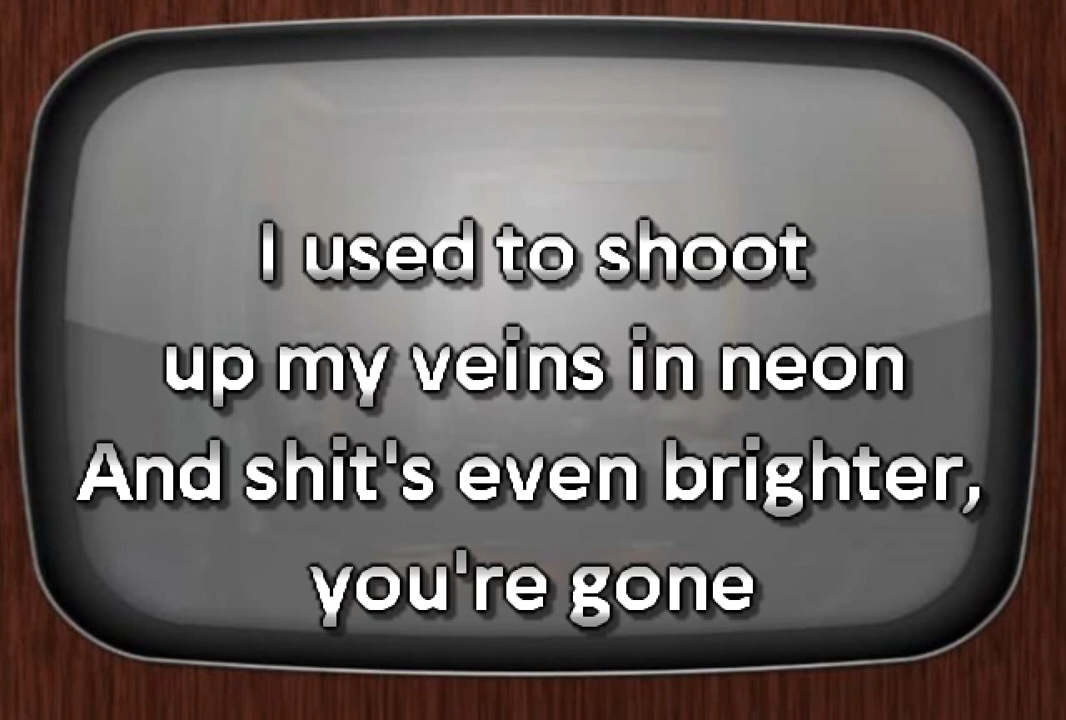 I used to shoot
up my veins in neon
And shit's even brighter,
you're gone